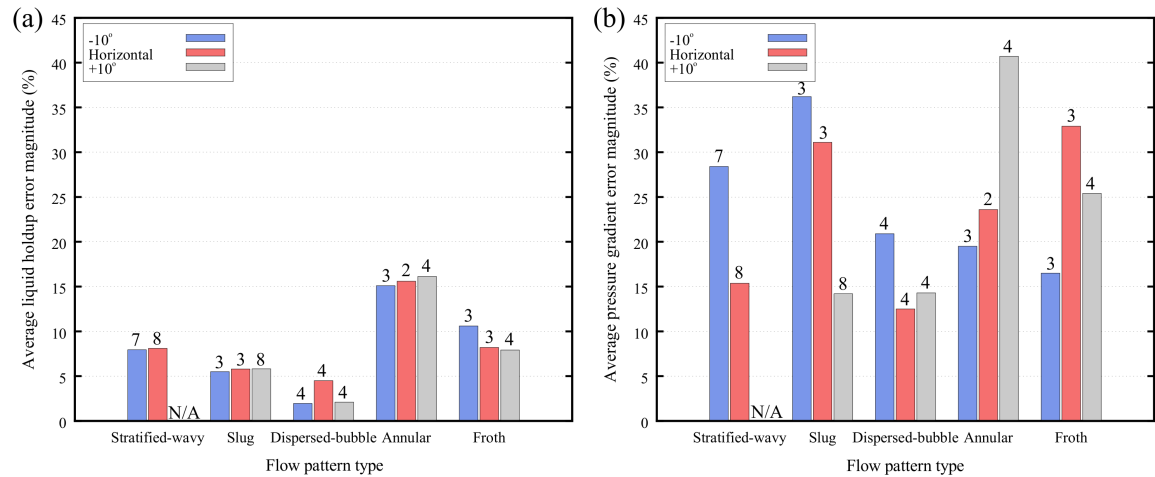 (a)
Average liquid holdup error magnitude (%)
45
40
35
30
25
20
15
10
5
0
-10°
Horizontal
+10°
7 8 N/A
3 3 8
4 4 4
3 2 4
3 3 4
Stratified-wavy Slug Dispersed-bubble Annular Froth
Flow pattern type
(b)
Average pressure gradient error magnitude (%)
45
40
35
30
25
20
15
10
5
0
-10°
Horizontal
+10°
7 8 N/A
3 3 8
4 4 4
3 2 4
3 3 4
Stratified-wavy Slug Dispersed-bubble Annular Froth
Flow pattern type